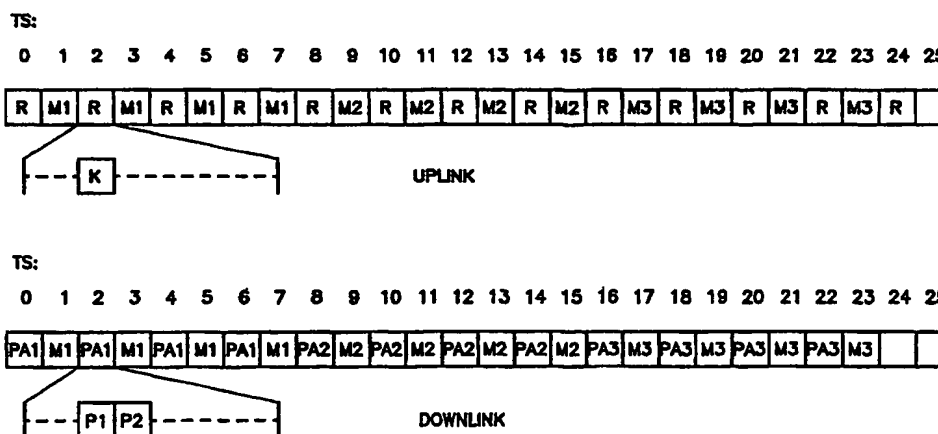 TS:
0 1 2 3 4 5 6 7 8 9 10 11 12 13 14 15 16 17 18 19 20 21 22 23 24 25
R M1 R M1 R M1 R M1 R M2 R M2 R M2 R M2 R M3 R M3 R M3 R M3 R
K UPLINK
TS:
0 1 2 3 4 5 6 7 8 9 10 11 12 13 14 15 16 17 18 19 20 21 22 23 24 25
PA1 M1 PA1 M1 PA1 M1 PA1 M1 PA2 M2 PA2 M2 PA2 M2 PA2 M2 PA3 M3 PA3 M3 PA3 M3 PA3 M3
P1 P2 DOWNLINK